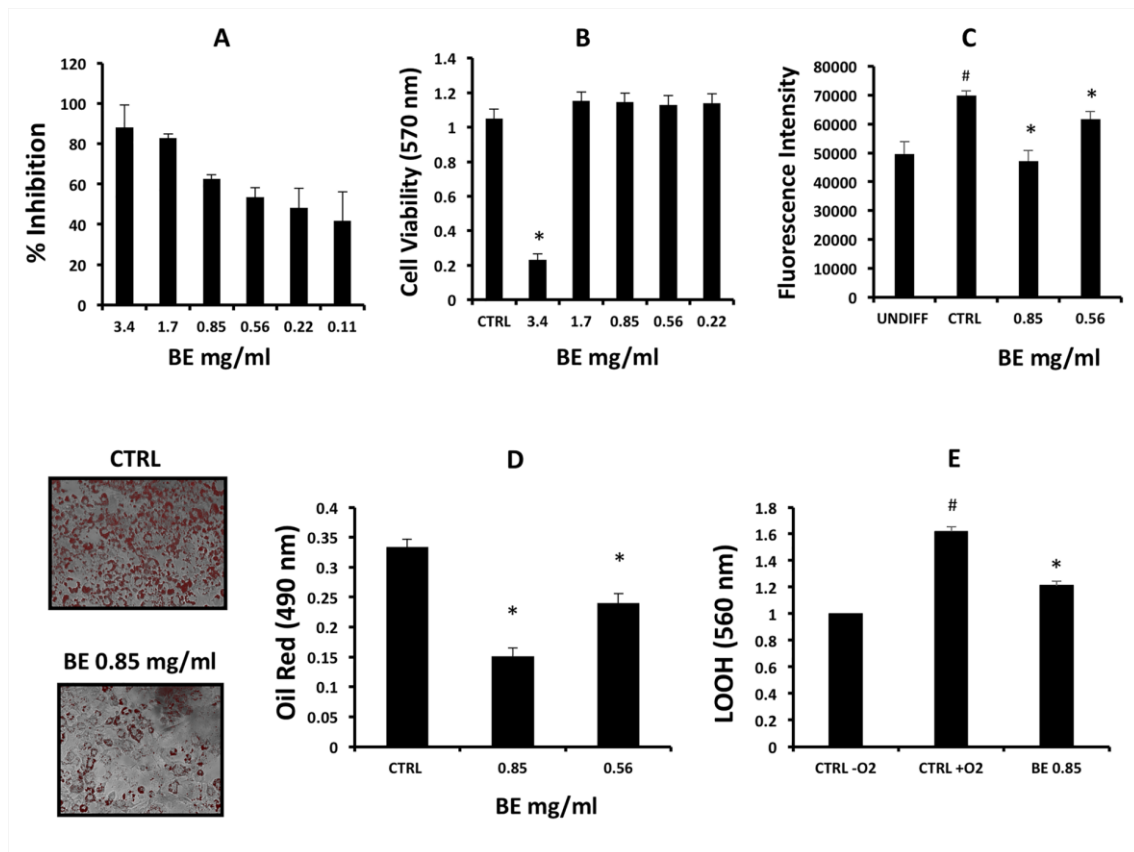 A
% Inhibition
120
100
80
60
40
20
0
3.4 1.7 0.85 0.56 0.22 0.11
BE mg/ml
B
Cell Viability (570 nm)
1.4
1.2
1
0.8
0.6
0.4
0.2
0
*
CTRL 3.4 1.7 0.85 0.56 0.22
BE mg/ml
C
Fluorescence Intensity
80000
70000
60000
50000
40000
30000
20000
10000
0
# * *
UNDIFF CTRL 0.85 0.56
BE mg/ml
CTRL
BE 0.85 mg/ml
D
Oil Red (490 nm)
0.4
0.35
0.3
0.25
0.2
0.15
0.1
0.05
0
* *
CTRL 0.85 0.56
BE mg/ml
E
LOOH (560 nm)
1.8
1.6
1.4
1.2
1
0.8
0.6
0.4
0.2
0
# *
CTRL -O2 CTRL +O2 BE 0.85